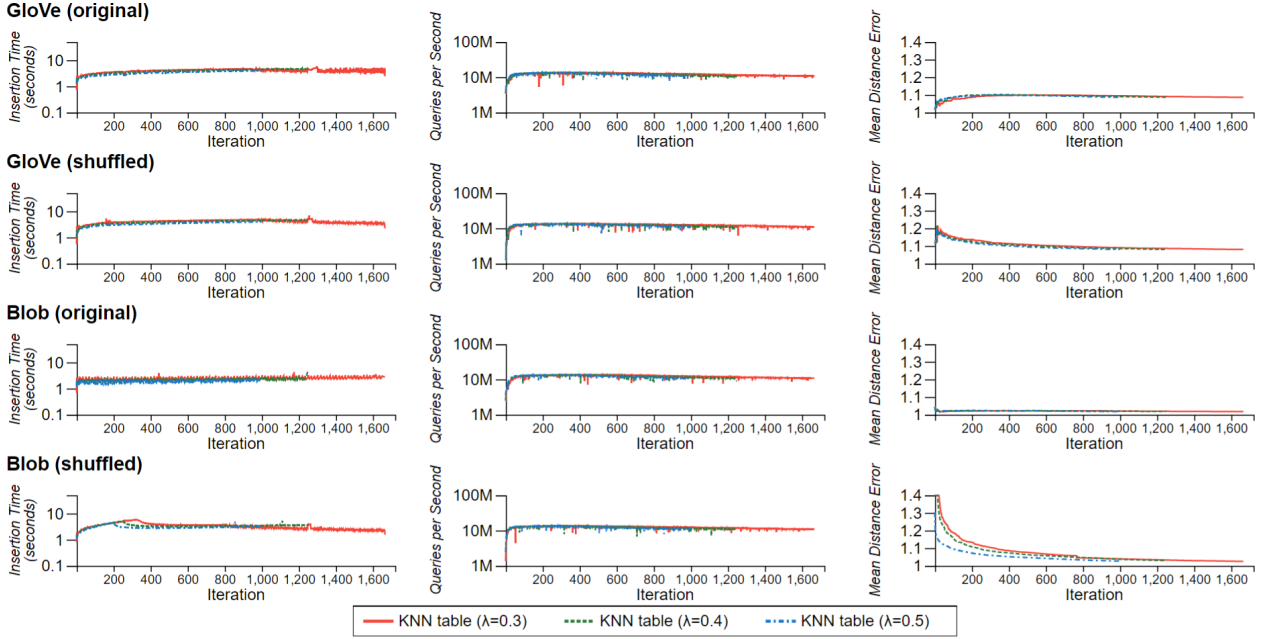 GloVe (original)
Insertion Time (seconds)
10
1
0.1
200 400 600 800 1,000 1,200 1,400 1,600
Iteration
Queries per Second
100M
10M
1M
200 400 600 800 1,000 1,200 1,400 1,600
Iteration
Mean Distance Error
1.4
1.3
1.2
1.1
1
200 400 600 800 1,000 1,200 1,400 1,600
Iteration
GloVe (shuffled)
Insertion Time (seconds)
10
1
0.1
200 400 600 800 1,000 1,200 1,400 1,600
Iteration
Queries per Second
100M
10M
1M
200 400 600 800 1,000 1,200 1,400 1,600
Iteration
Mean Distance Error
1.4
1.3
1.2
1.1
1
200 400 600 800 1,000 1,200 1,400 1,600
Iteration
Blob (original)
Insertion Time (seconds)
10
1
0.1
200 400 600 800 1,000 1,200 1,400 1,600
Iteration
Queries per Second
100M
10M
1M
200 400 600 800 1,000 1,200 1,400 1,600
Iteration
Mean Distance Error
1.4
1.3
1.2
1.1
1
200 400 600 800 1,000 1,200 1,400 1,600
Iteration
Blob (shuffled)
Insertion Time (seconds)
10
1
0.1
200 400 600 800 1,000 1,200 1,400 1,600
Iteration
Queries per Second
100M
10M
1M
200 400 600 800 1,000 1,200 1,400 1,600
Iteration
Mean Distance Error
1.4
1.3
1.2
1.1
1
200 400 600 800 1,000 1,200 1,400 1,600
Iteration
KNN table (λ=0.3) KNN table (λ=0.4) KNN table (λ=0.5)